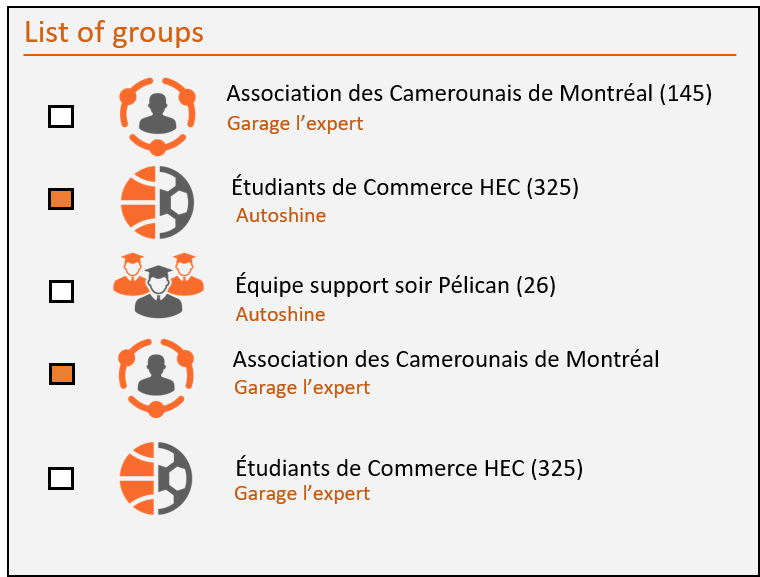 List of groups
Association des Camerounais de Montréal (145)
Garage l’expert
Étudiants de Commerce HEC (325)
Autoshine
Équipe support soir Pélican (26)
Autoshine
Association des Camerounais de Montréal
Garage l’expert
Étudiants de Commerce HEC (325)
Garage l’expert